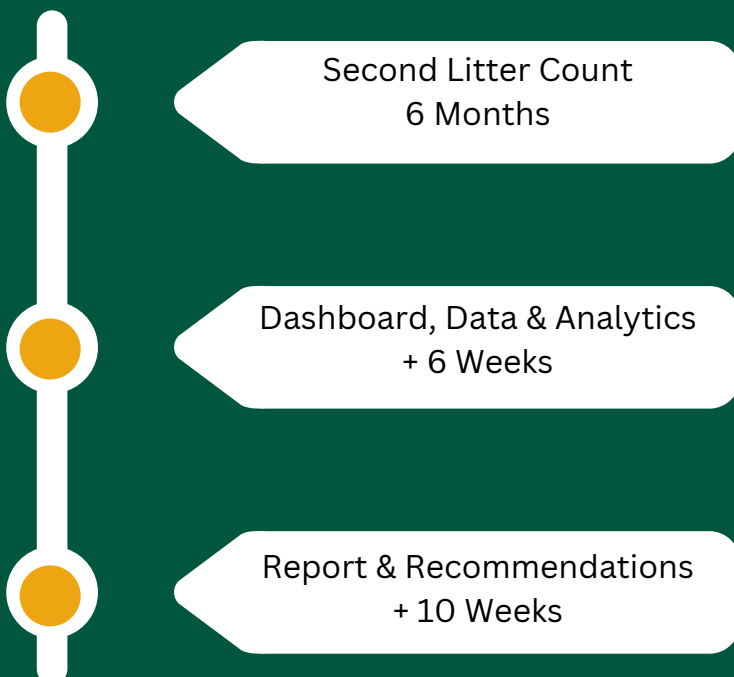 Second Litter Count
6 Months
Dashboard, Data & Analytics
+ 6 Weeks
Report & Recommendations
+ 10 Weeks